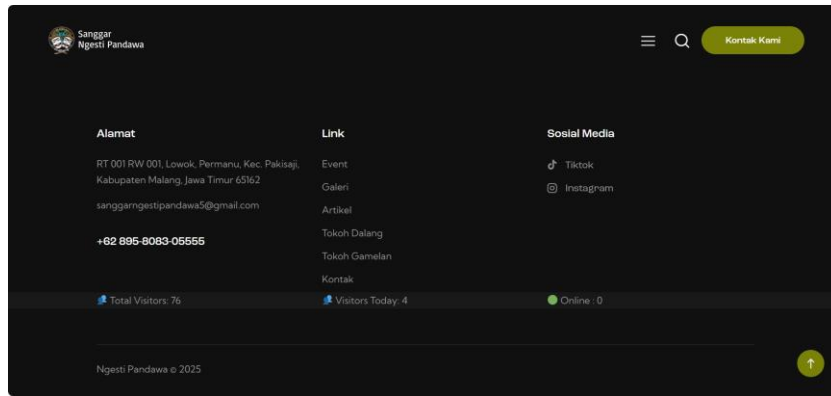 Sanggar
Ngesti Pandawa
Kontak Kami
Alamat
RT 001 RW 001, Lowok, Permanu, Kec. Pakisaji,
Kabupaten Malang, Jawa Timur 65162
sanggarngestipandawa5@gmail.com
+62 895-8083-05555
Link
Event
Galeri
Artikel
Tokoh Dalang
Tokoh Gamelan
Kontak
Sosial Media
Tiktok
Instagram
Total Visitors: 76
Visitors Today: 4
Online : 0
Ngesti Pandawa © 2025